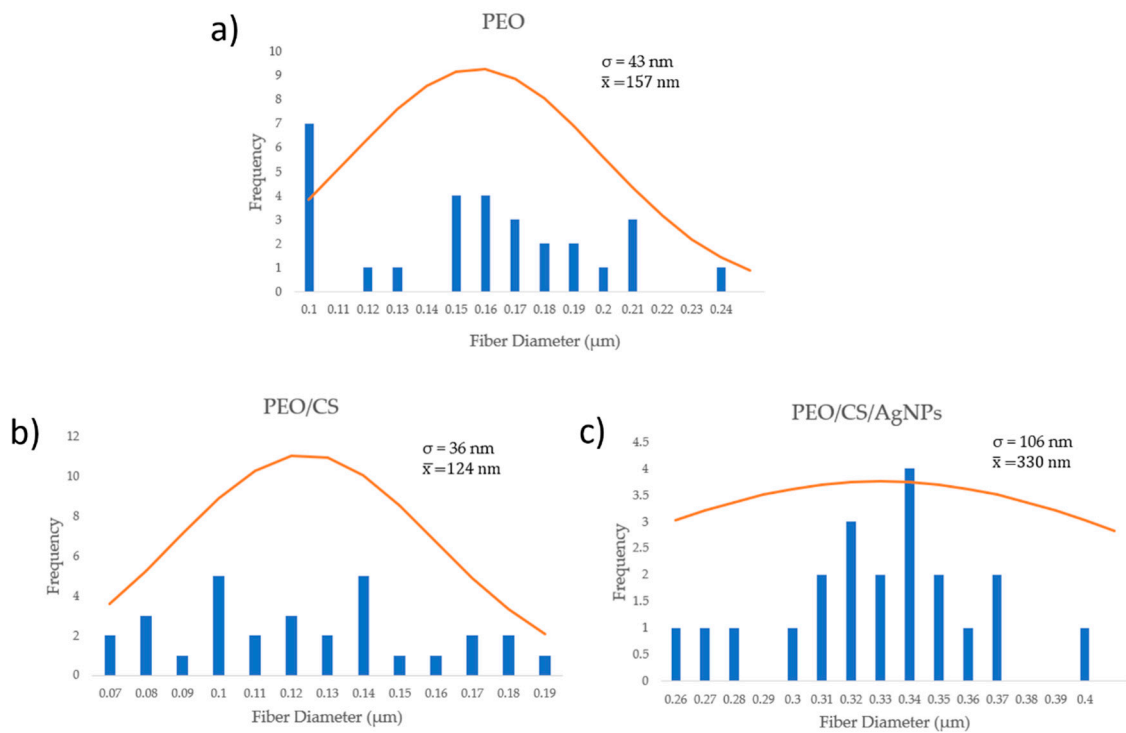 a)
PEO
σ = 43 nm
x̄ =157 nm
10
9
8
7
6
5
4
3
2
1
0
Frequency
0.1 0.11 0.12 0.13 0.14 0.15 0.16 0.17 0.18 0.19 0.2 0.21 0.22 0.23 0.24
Fiber Diameter (μm)
b)
PEO/CS
σ = 36 nm
x̄ =124 nm
12
10
8
6
4
2
0
Frequency
0.07 0.08 0.09 0.1 0.11 0.12 0.13 0.14 0.15 0.16 0.17 0.18 0.19
Fiber Diameter (μm)
c)
PEO/CS/AgNPs
σ = 106 nm
x̄ =330 nm
4.5
4
3.5
3
2.5
2
1.5
1
0.5
0
Frequency
0.26 0.27 0.28 0.29 0.3 0.31 0.32 0.33 0.34 0.35 0.36 0.37 0.38 0.39 0.4
Fiber Diameter (μm)